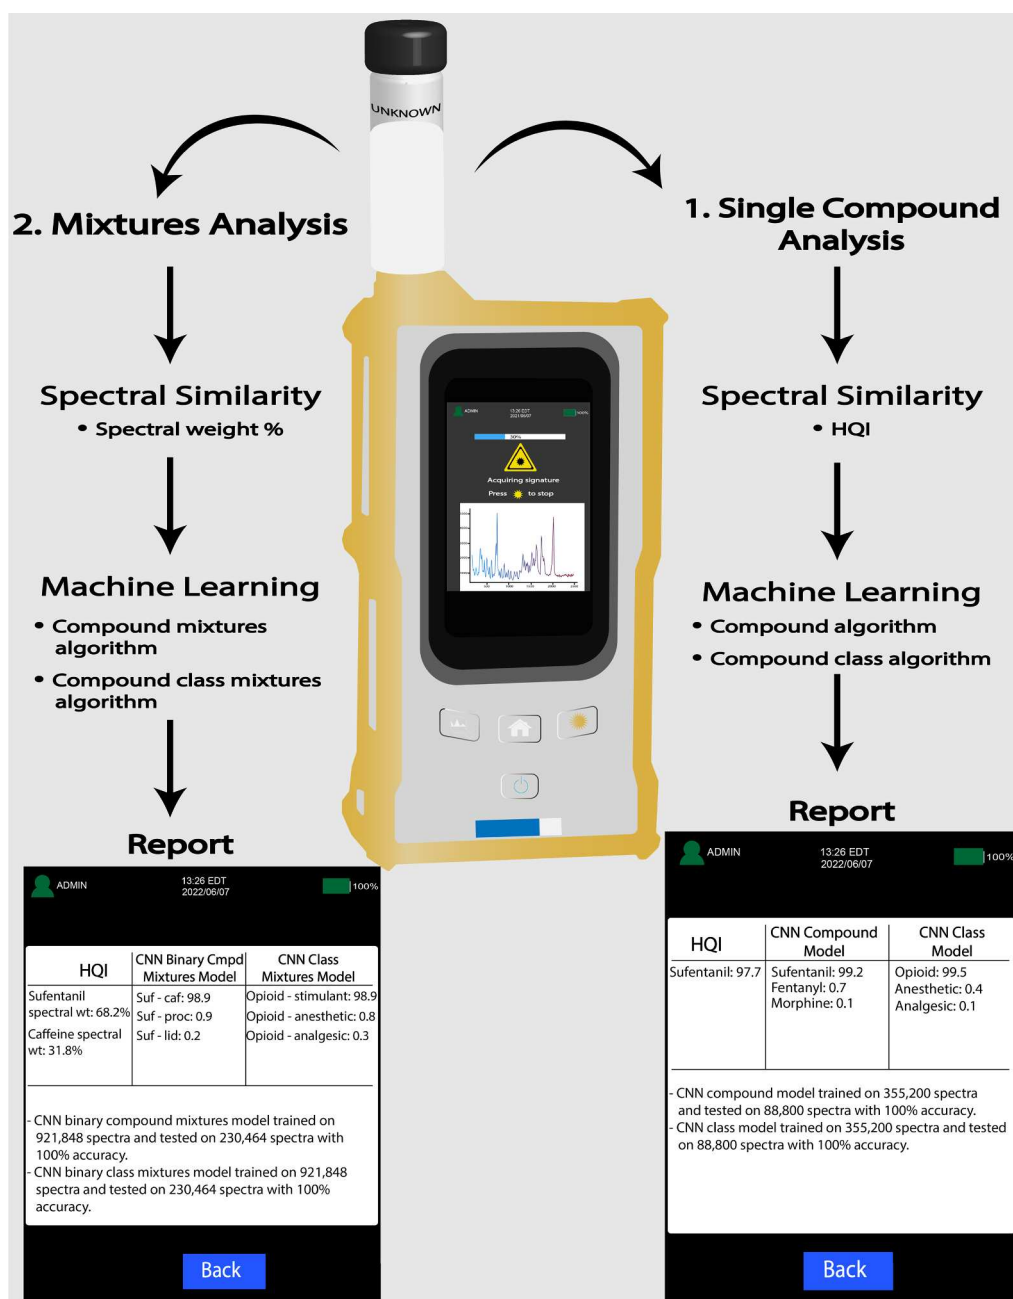 UNKNOWN
2. Mixtures Analysis
Spectral Similarity
• Spectral weight %
Machine Learning
• Compound mixtures
algorithm
• Compound class mixtures
algorithm
Report
1. Single Compound
Analysis
Spectral Similarity
• HQI
Machine Learning
• Compound algorithm
• Compound class algorithm
Report
ADMIN
13:26 EDT
2021/06/07
100%
30%
Acquiring signature
Press to stop
ADMIN
13:26 EDT
2022/06/07
100%
HQI
CNN Binary Cmpd
Mixtures Model
CNN Class
Mixtures Model
Sufentanil
spectral wt: 68.2%
Caffeine spectral
wt: 31.8%
Suf - caf: 98.9
Suf - proc: 0.9
Suf - lid: 0.2
Opioid - stimulant: 98.9
Opioid - anesthetic: 0.8
Opioid - analgesic: 0.3
- CNN binary compound mixtures model trained on
921,848 spectra and tested on 230,464 spectra with
100% accuracy.
- CNN binary class mixtures model trained on 921,848
spectra and tested on 230,464 spectra with 100%
accuracy.
Back
ADMIN
13:26 EDT
2022/06/07
100%
HQI
CNN Compound
Model
CNN Class
Model
Sufentanil: 97.7
Sufentanil: 99.2
Fentanyl: 0.7
Morphine: 0.1
Opioid: 99.5
Anesthetic: 0.4
Analgesic: 0.1
- CNN compound model trained on 355,200 spectra
and tested on 88,800 spectra with 100% accuracy.
- CNN class model trained on 355,200 spectra and tested
on 88,800 spectra with 100% accuracy.
Back